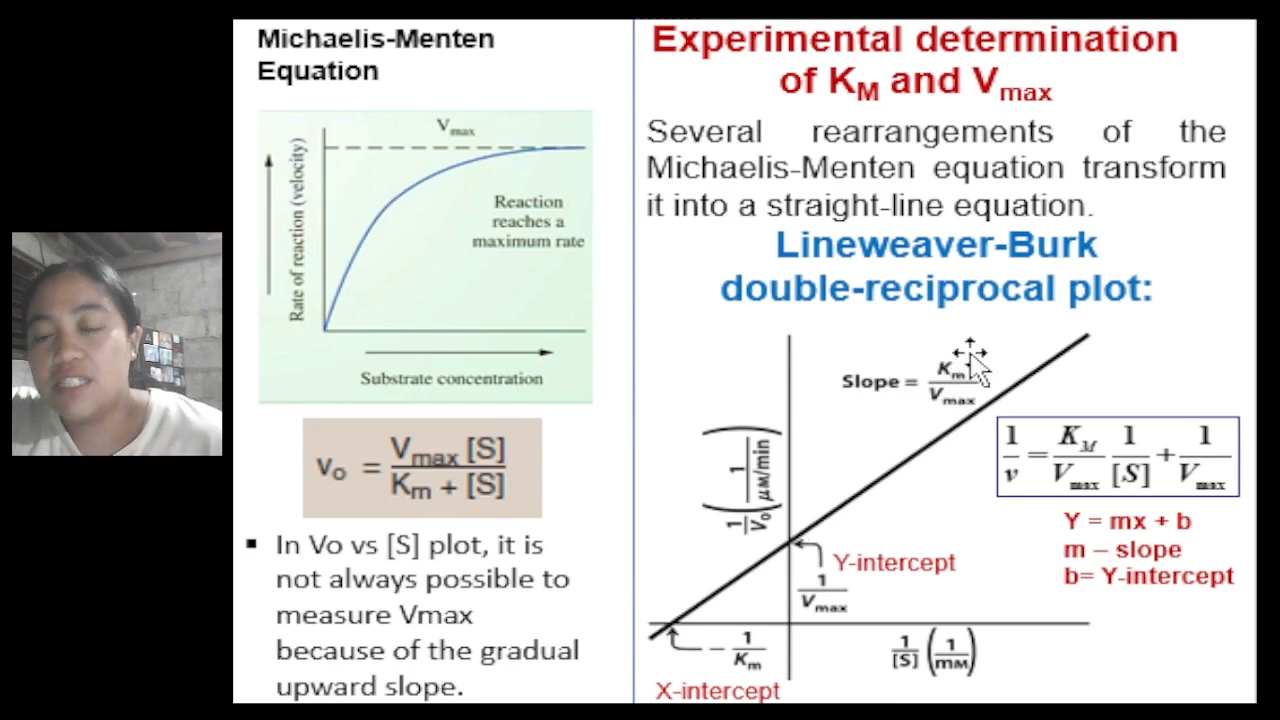 Michaelis-Menten
Equation
Vmax
Rate of reaction (velocity)
Reaction
reaches a
maximum rate
Substrate concentration
v₀ = Vmax [S] / Km + [S]
▪ In Vo vs [S] plot, it is
not always possible to
measure Vmax
because of the gradual
upward slope.
Experimental determination
of KM and Vmax
Several rearrangements of the
Michaelis-Menten equation transform
it into a straight-line equation.
Lineweaver-Burk
double-reciprocal plot:
Slope = Km / Vmax
1/V₀ (1/μM/min)
1/v = KM/Vmax 1/[S] + 1/Vmax
Y = mx + b
m – slope
b= Y-intercept
Y-intercept
1/Vmax
- 1/Km
1/[S] (1/mM)
X-intercept